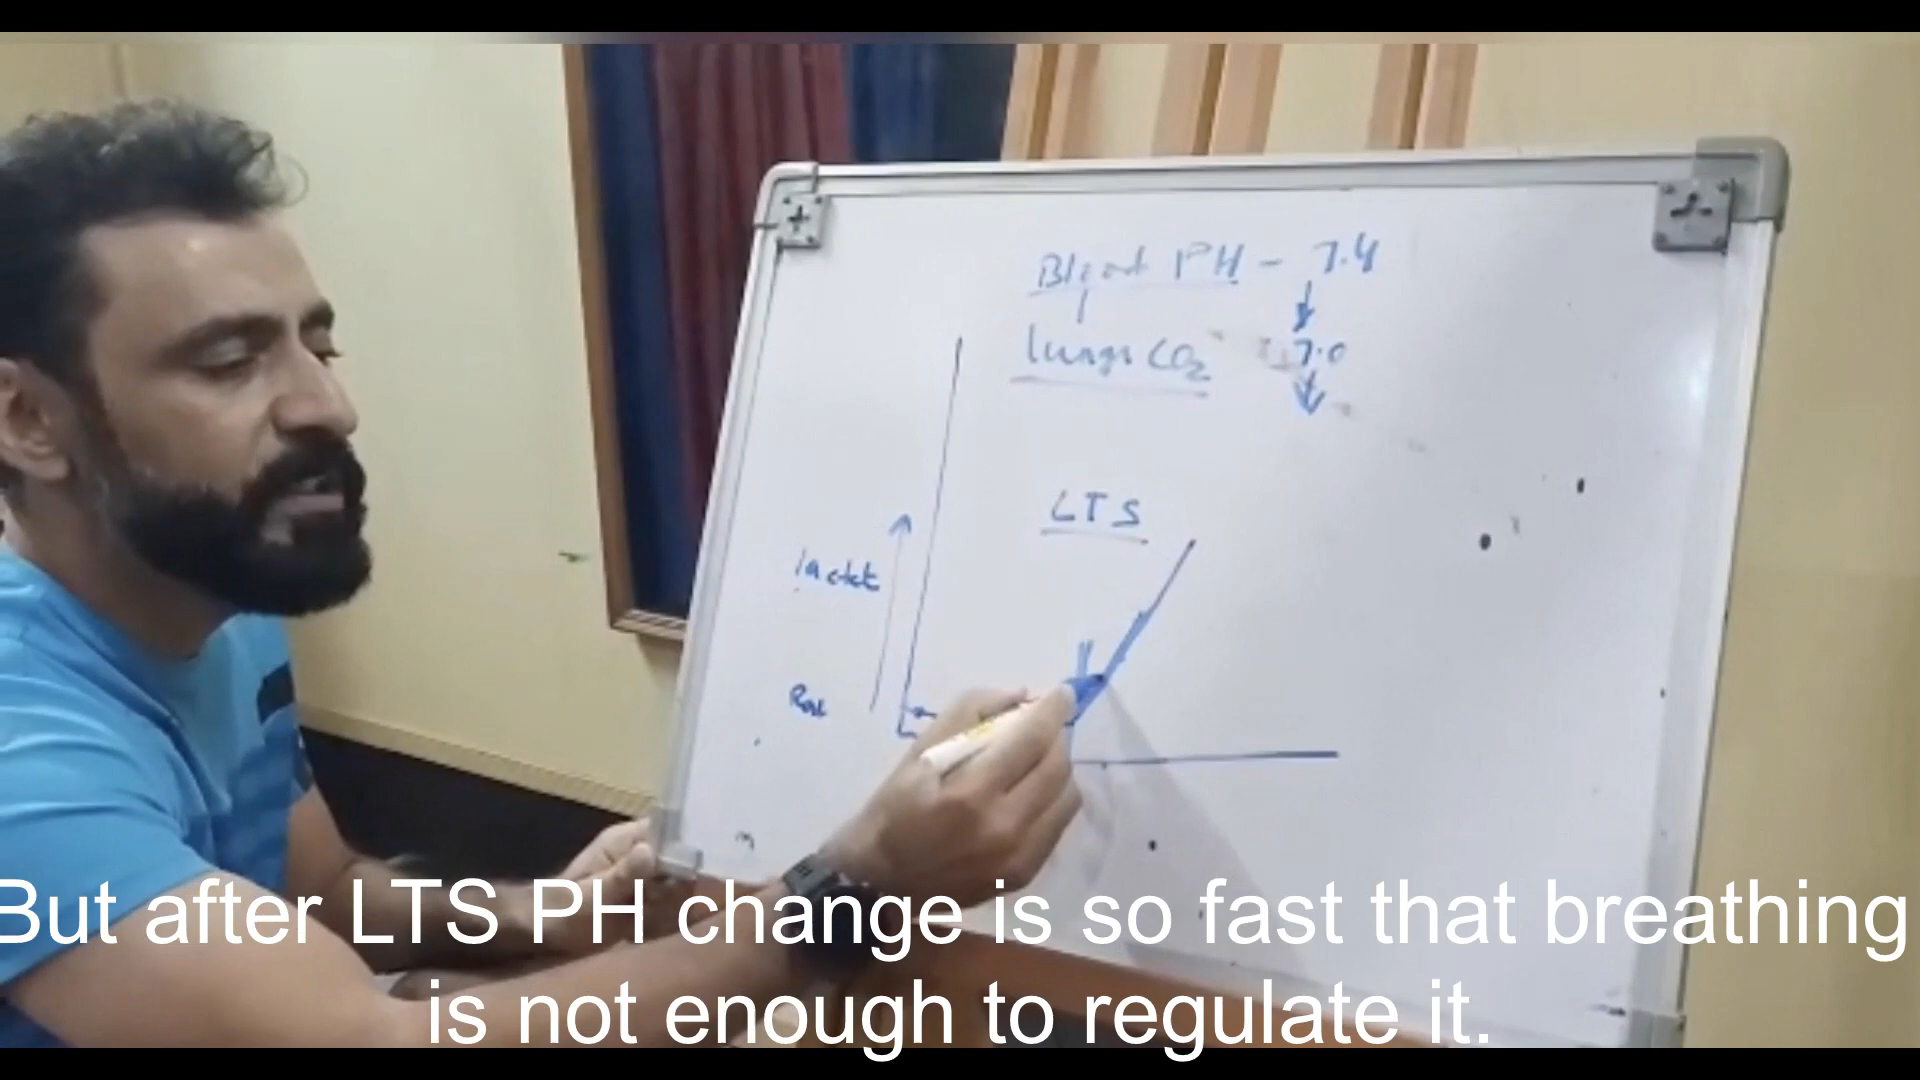 Blood PH - 7.4
lungs CO2 7.0
LTS
lactate
Rest
But after LTS PH change is so fast that breathing
is not enough to regulate it.